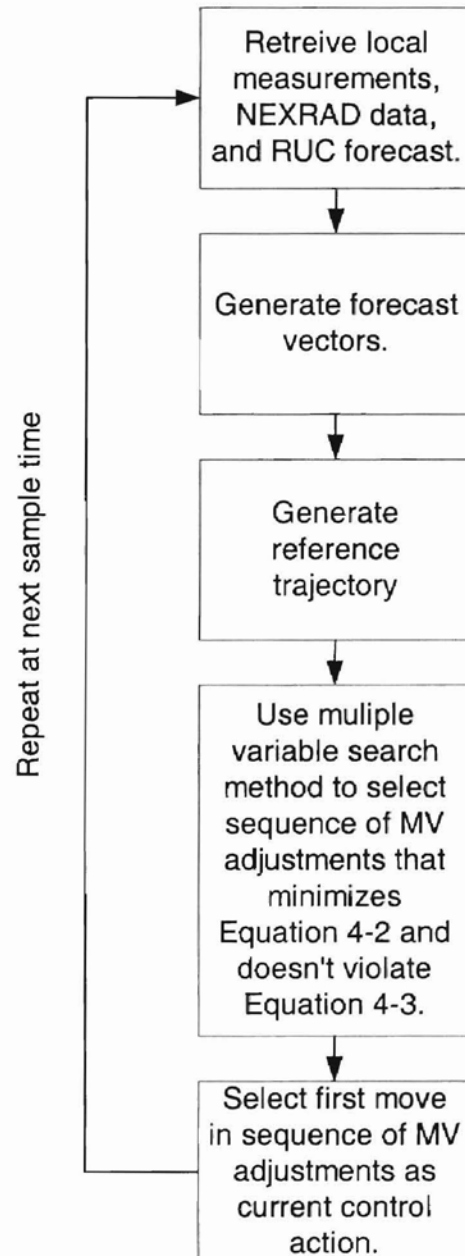 Retreive local
measurements,
NEXRAD data,
and RUC forecast.
Generate forecast
vectors.
Generate
reference
trajectory
Use muliple
variable search
method to select
sequence of MV
adjustments that
minimizes
Equation 4-2 and
doesn't violate
Equation 4-3.
Select first move
in sequence of MV
adjustments as
current control
action.
Repeat at next sample time